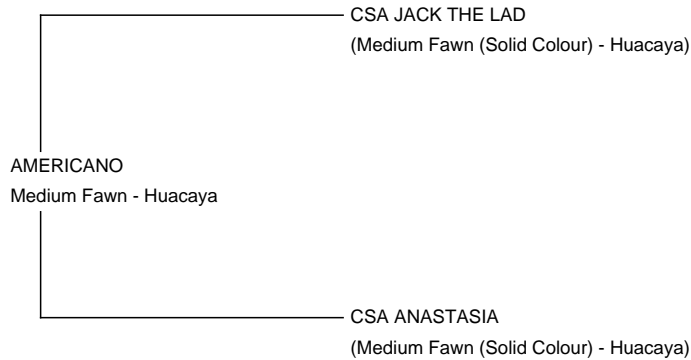 CSA JACK THE LAD
(Medium Fawn (Solid Colour) - Huacaya)
AMERICANO
Medium Fawn - Huacaya
CSA ANASTASIA
(Medium Fawn (Solid Colour) - Huacaya)